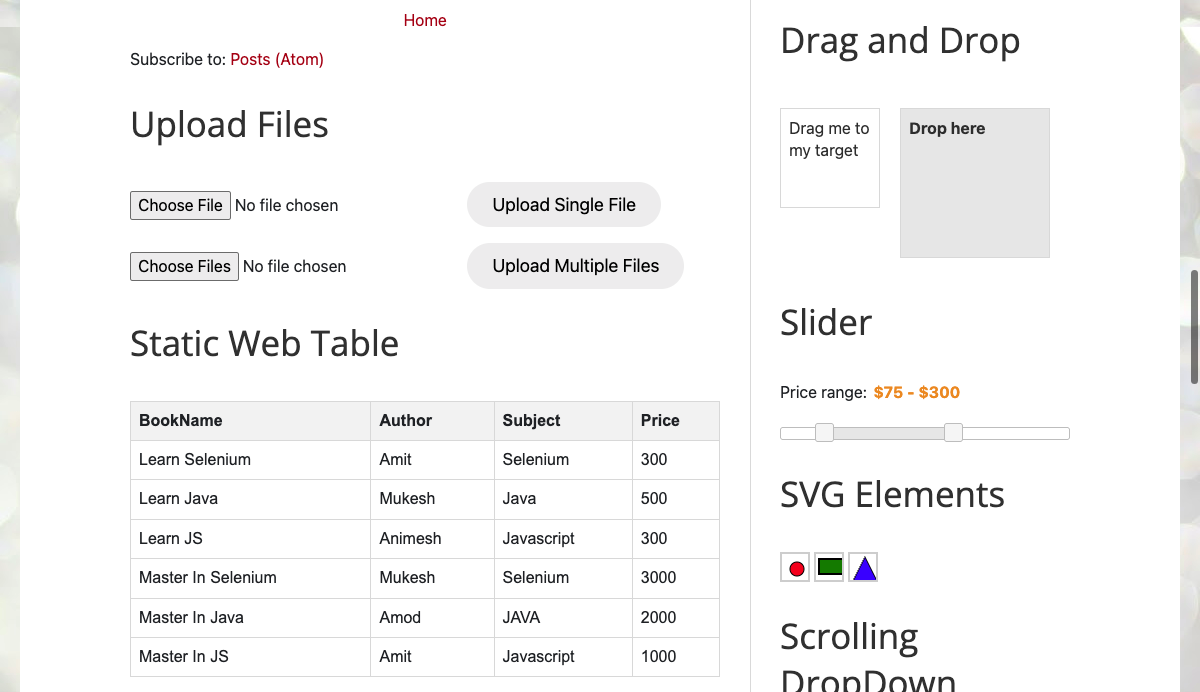 Home
Subscribe to: Posts (Atom)
Upload Files
Choose File No file chosen Upload Single File
Choose Files No file chosen Upload Multiple Files
Static Web Table
BookName Author Subject Price
Learn Selenium Amit Selenium 300
Learn Java Mukesh Java 500
Learn JS Animesh Javascript 300
Master In Selenium Mukesh Selenium 3000
Master In Java Amod JAVA 2000
Master In JS Amit Javascript 1000
Drag and Drop
Drag me to
my target
Drop here
Slider
Price range: $75 - $300
SVG Elements
Scrolling
DropDown